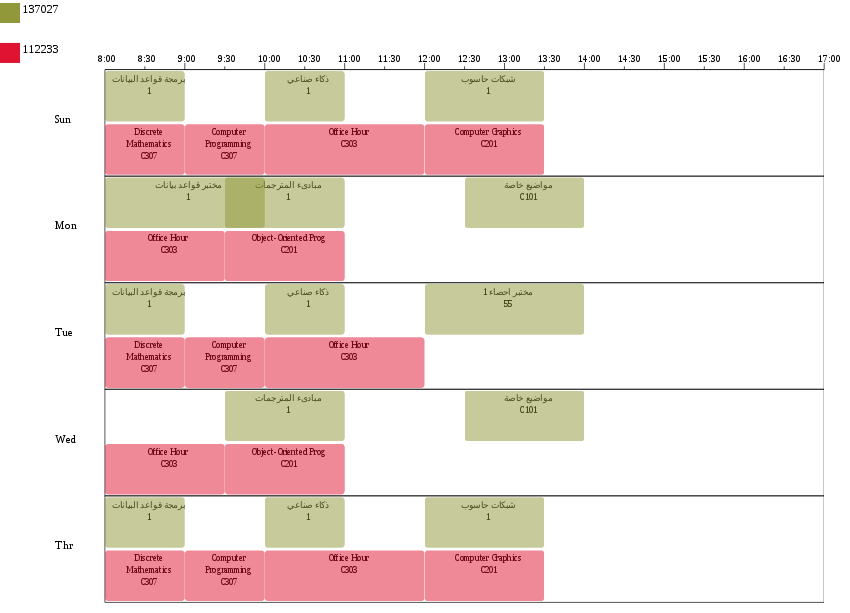 137027
112233
8:00 8:30 9:00 9:30 10:00 10:30 11:00 11:30 12:00 12:30 13:00 13:30 14:00 14:30 15:00 15:30 16:00 16:30 17:00
Sun
برمجة قواعد البيانات
1
ذكاء صناعي
1
شبكات حاسوب
1
Discrete
Mathematics
C307
Computer
Programming
C307
Office Hour
C303
Computer Graphics
C201
Mon
مختبر قواعد بيانات
1
مبادىء المترجمات
1
مواضيع خاصة
C101
Office Hour
C303
Object-Oriented Prog
C201
Tue
برمجة قواعد البيانات
1
ذكاء صناعي
1
مختبر احصاء 1
55
Discrete
Mathematics
C307
Computer
Programming
C307
Office Hour
C303
Wed
مبادىء المترجمات
1
مواضيع خاصة
C101
Office Hour
C303
Object-Oriented Prog
C201
Thr
برمجة قواعد البيانات
1
ذكاء صناعي
1
شبكات حاسوب
1
Discrete
Mathematics
C307
Computer
Programming
C307
Office Hour
C303
Computer Graphics
C201